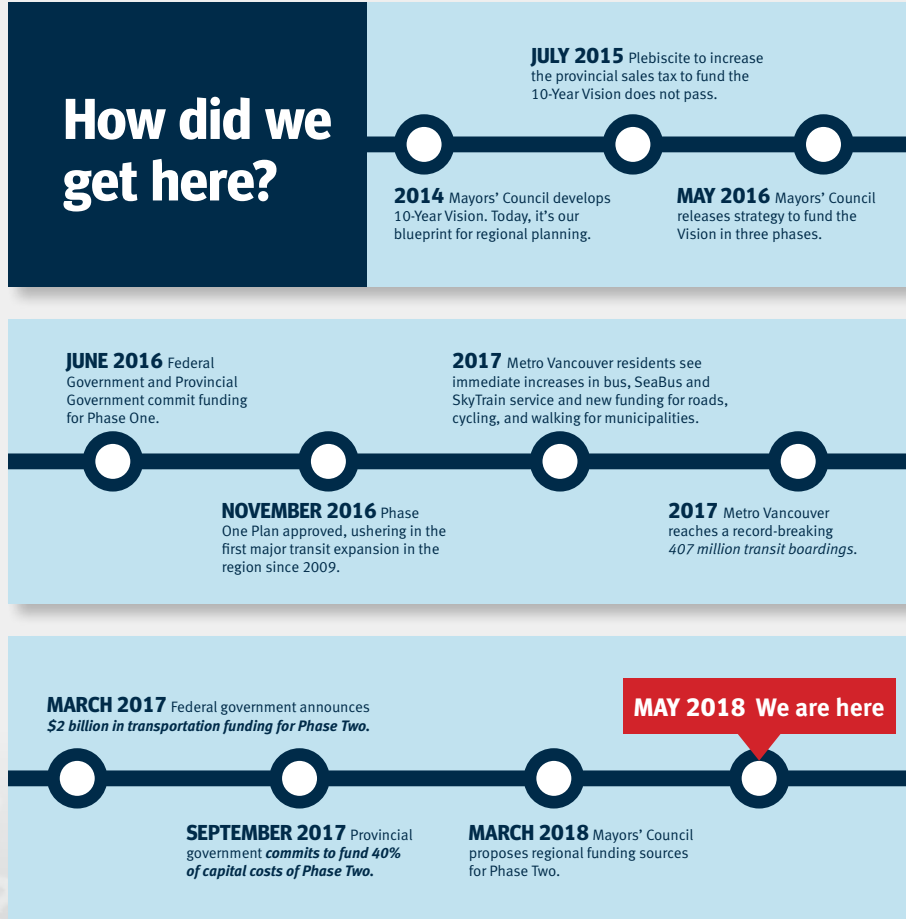 How did we
get here?
JULY 2015 Plebiscite to increase
the provincial sales tax to fund the
10-Year Vision does not pass.
2014 Mayors’ Council develops
10-Year Vision. Today, it’s our
blueprint for regional planning.
MAY 2016 Mayors’ Council
releases strategy to fund the
Vision in three phases.
JUNE 2016 Federal
Government and Provincial
Government commit funding
for Phase One.
2017 Metro Vancouver residents see
immediate increases in bus, SeaBus and
SkyTrain service and new funding for roads,
cycling, and walking for municipalities.
NOVEMBER 2016 Phase
One Plan approved, ushering in the
first major transit expansion in the
region since 2009.
2017 Metro Vancouver
reaches a record-breaking
407 million transit boardings.
MARCH 2017 Federal government announces
$2 billion in transportation funding for Phase Two.
MAY 2018 We are here
SEPTEMBER 2017 Provincial
government commits to fund 40%
of capital costs of Phase Two.
MARCH 2018 Mayors’ Council
proposes regional funding sources
for Phase Two.